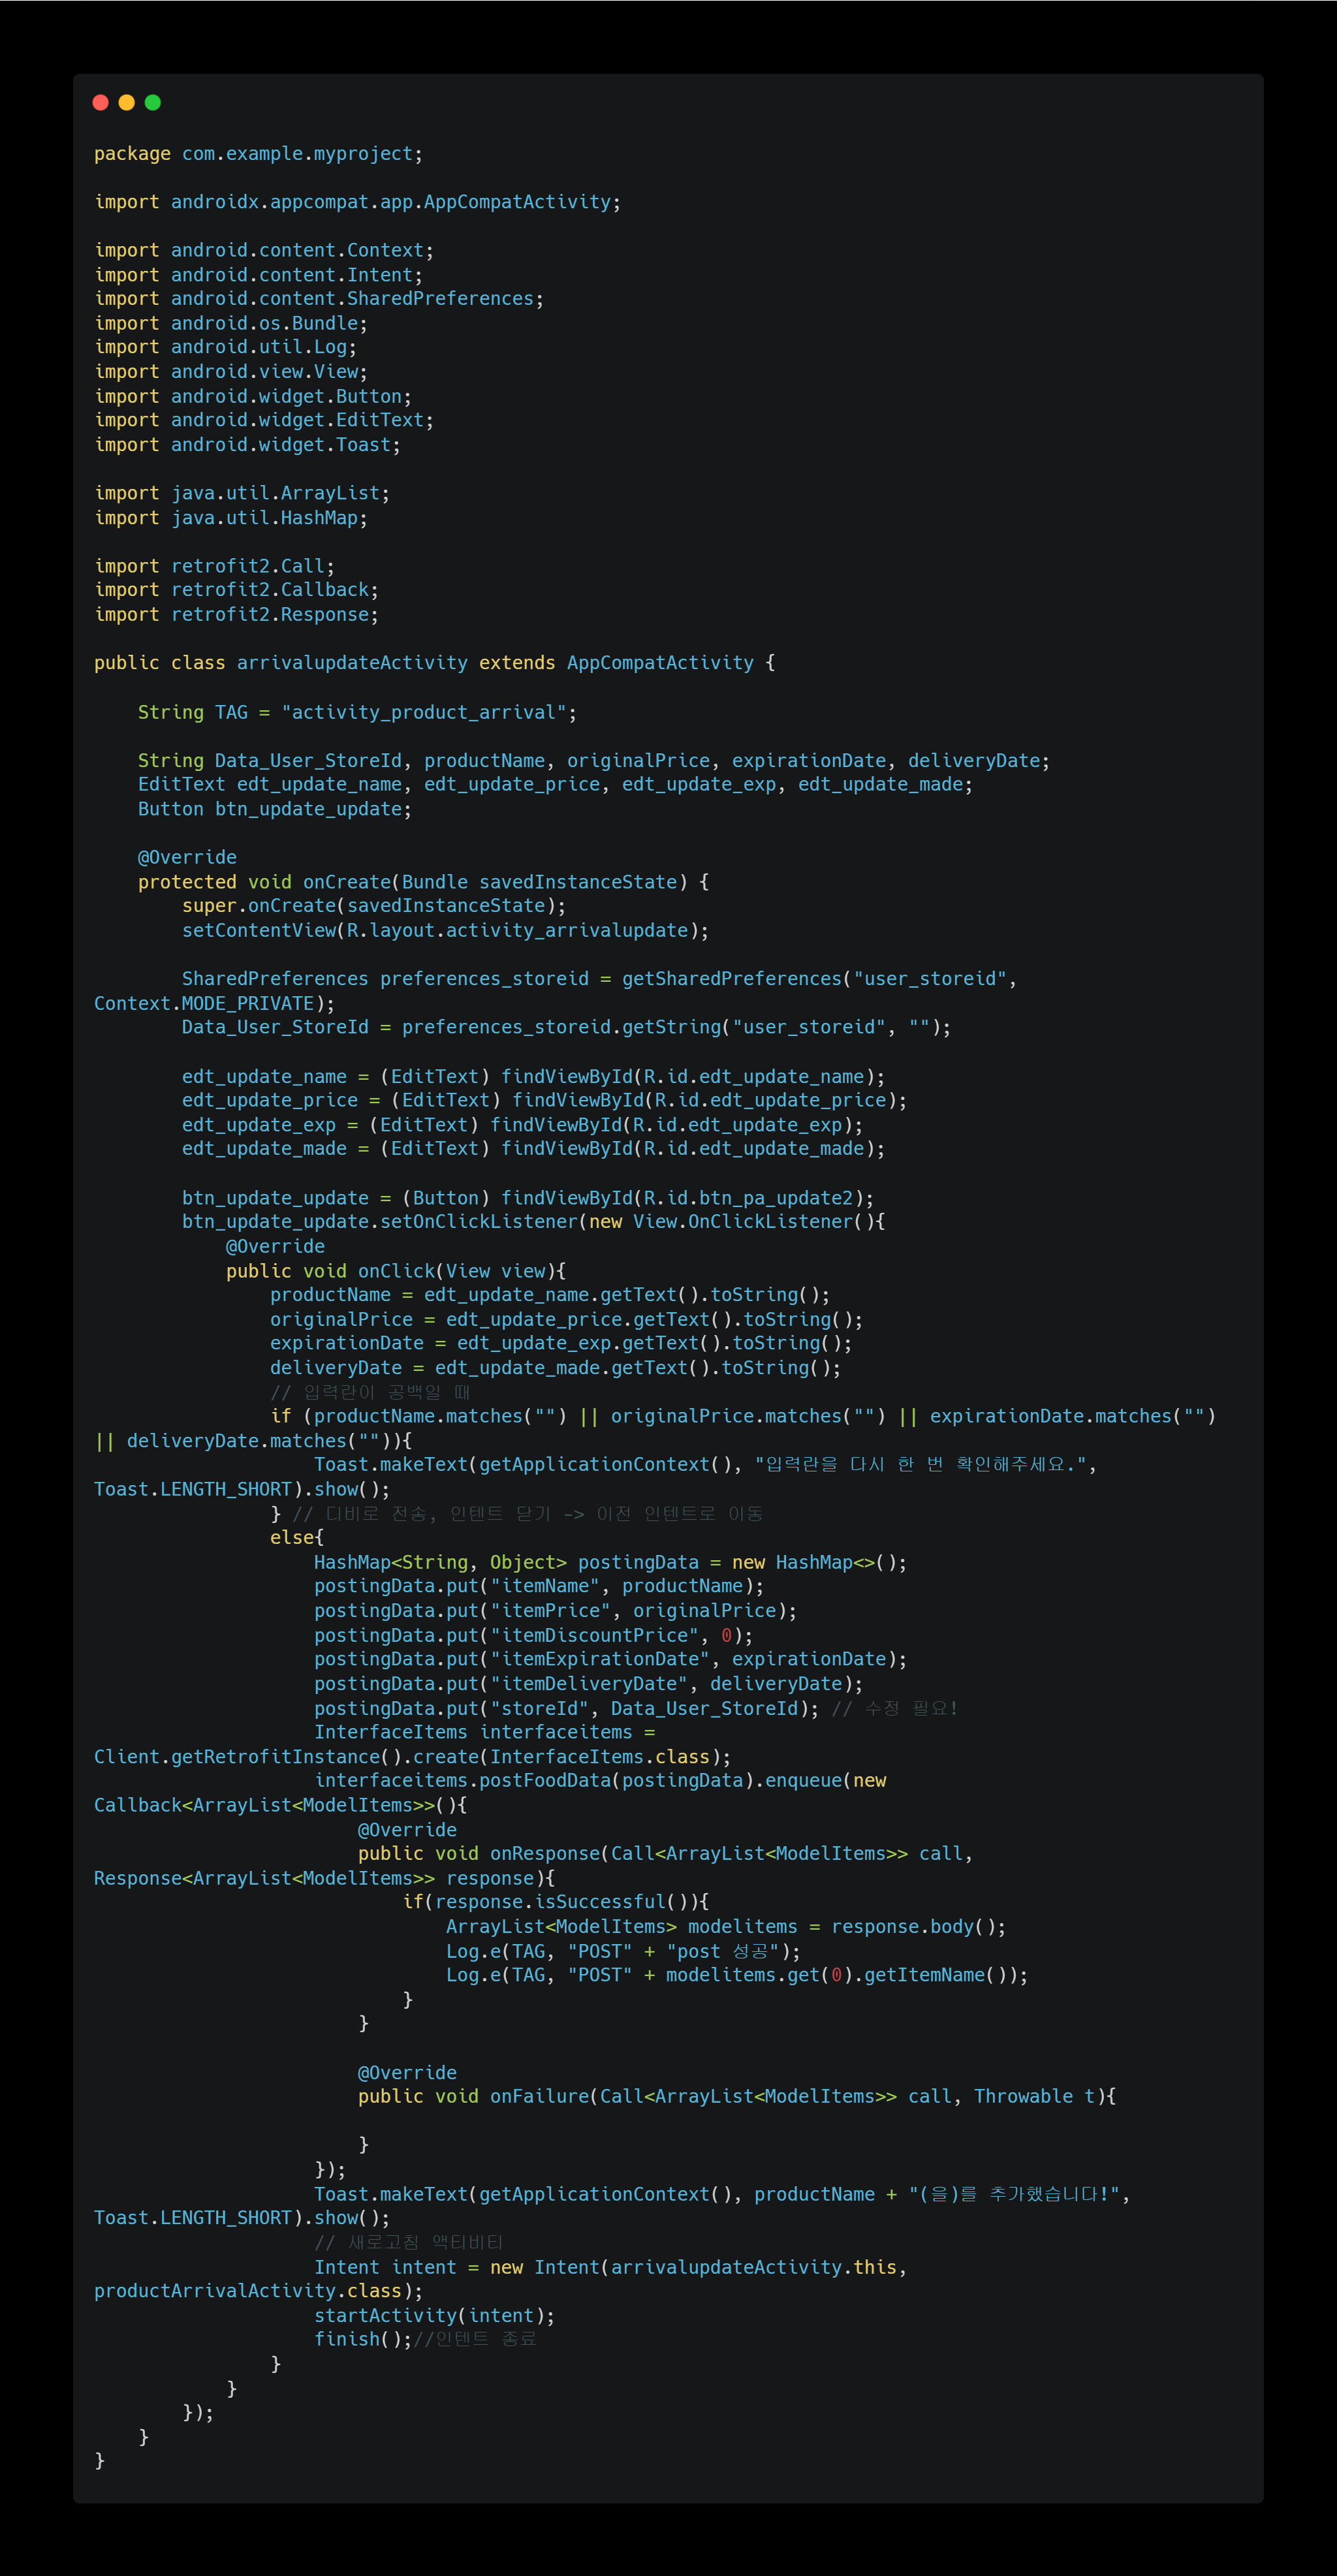 package com.example.myproject;

import androidx.appcompat.app.AppCompatActivity;

import android.content.Context;
import android.content.Intent;
import android.content.SharedPreferences;
import android.os.Bundle;
import android.util.Log;
import android.view.View;
import android.widget.Button;
import android.widget.EditText;
import android.widget.Toast;

import java.util.ArrayList;
import java.util.HashMap;

import retrofit2.Call;
import retrofit2.Callback;
import retrofit2.Response;

public class arrivalupdateActivity extends AppCompatActivity {

    String TAG = "activity_product_arrival";

    String Data_User_StoreId, productName, originalPrice, expirationDate, deliveryDate;
    EditText edt_update_name, edt_update_price, edt_update_exp, edt_update_made;
    Button btn_update_update;

    @Override
    protected void onCreate(Bundle savedInstanceState) {
        super.onCreate(savedInstanceState);
        setContentView(R.layout.activity_arrivalupdate);

        SharedPreferences preferences_storeid = getSharedPreferences("user_storeid",
Context.MODE_PRIVATE);
        Data_User_StoreId = preferences_storeid.getString("user_storeid", "");

        edt_update_name = (EditText) findViewById(R.id.edt_update_name);
        edt_update_price = (EditText) findViewById(R.id.edt_update_price);
        edt_update_exp = (EditText) findViewById(R.id.edt_update_exp);
        edt_update_made = (EditText) findViewById(R.id.edt_update_made);

        btn_update_update = (Button) findViewById(R.id.btn_pa_update2);
        btn_update_update.setOnClickListener(new View.OnClickListener(){
            @Override
            public void onClick(View view){
                productName = edt_update_name.getText().toString();
                originalPrice = edt_update_price.getText().toString();
                expirationDate = edt_update_exp.getText().toString();
                deliveryDate = edt_update_made.getText().toString();
                // 입력란이 공백일 때
                if (productName.matches("") || originalPrice.matches("") || expirationDate.matches("")
|| deliveryDate.matches("")){
                    Toast.makeText(getApplicationContext(), "입력란을 다시 한 번 확인해주세요.",
Toast.LENGTH_SHORT).show();
                } // 디비로 전송, 인텐트 닫기 -> 이전 인텐트로 이동
                else{
                    HashMap<String, Object> postingData = new HashMap<>();
                    postingData.put("itemName", productName);
                    postingData.put("itemPrice", originalPrice);
                    postingData.put("itemDiscountPrice", 0);
                    postingData.put("itemExpirationDate", expirationDate);
                    postingData.put("itemDeliveryDate", deliveryDate);
                    postingData.put("storeId", Data_User_StoreId); // 수정 필요!
                    InterfaceItems interfaceitems =
Client.getRetrofitInstance().create(InterfaceItems.class);
                    interfaceitems.postFoodData(postingData).enqueue(new
Callback<ArrayList<ModelItems>>(){
                        @Override
                        public void onResponse(Call<ArrayList<ModelItems>> call,
Response<ArrayList<ModelItems>> response){
                            if(response.isSuccessful()){
                                ArrayList<ModelItems> modelitems = response.body();
                                Log.e(TAG, "POST" + "post 성공");
                                Log.e(TAG, "POST" + modelitems.get(0).getItemName());
                            }
                        }

                        @Override
                        public void onFailure(Call<ArrayList<ModelItems>> call, Throwable t){

                        }
                    });
                    Toast.makeText(getApplicationContext(), productName + "(을)를 추가했습니다!",
Toast.LENGTH_SHORT).show();
                    // 새로고침 액티비티
                    Intent intent = new Intent(arrivalupdateActivity.this,
productArrivalActivity.class);
                    startActivity(intent);
                    finish();//인텐트 종료
                }
            }
        });
    }
}